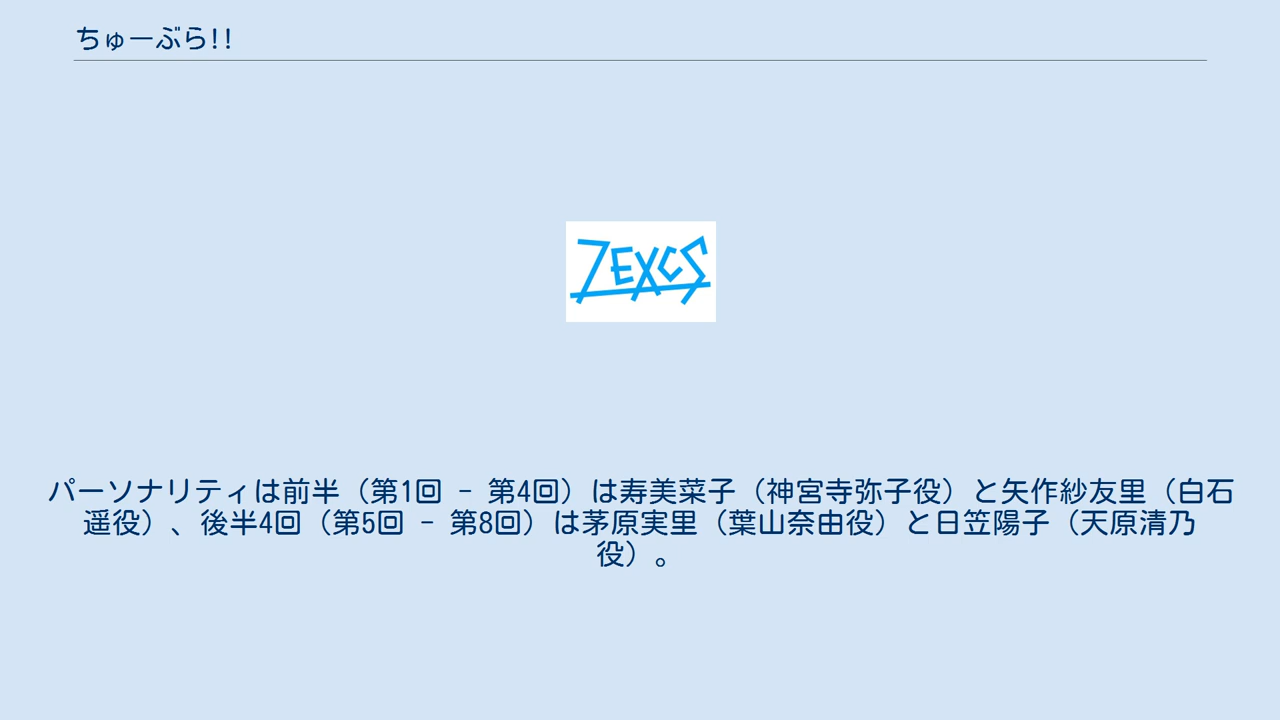 ちゅーぶら!!
ZEXCS
パーソナリティは前半（第1回 - 第4回）は寿美菜子（神宮寺弥子役）と矢作紗友里（白石
遥役）、後半4回（第5回 - 第8回）は茅原実里（葉山奈由役）と日笠陽子（天原清乃
役）。